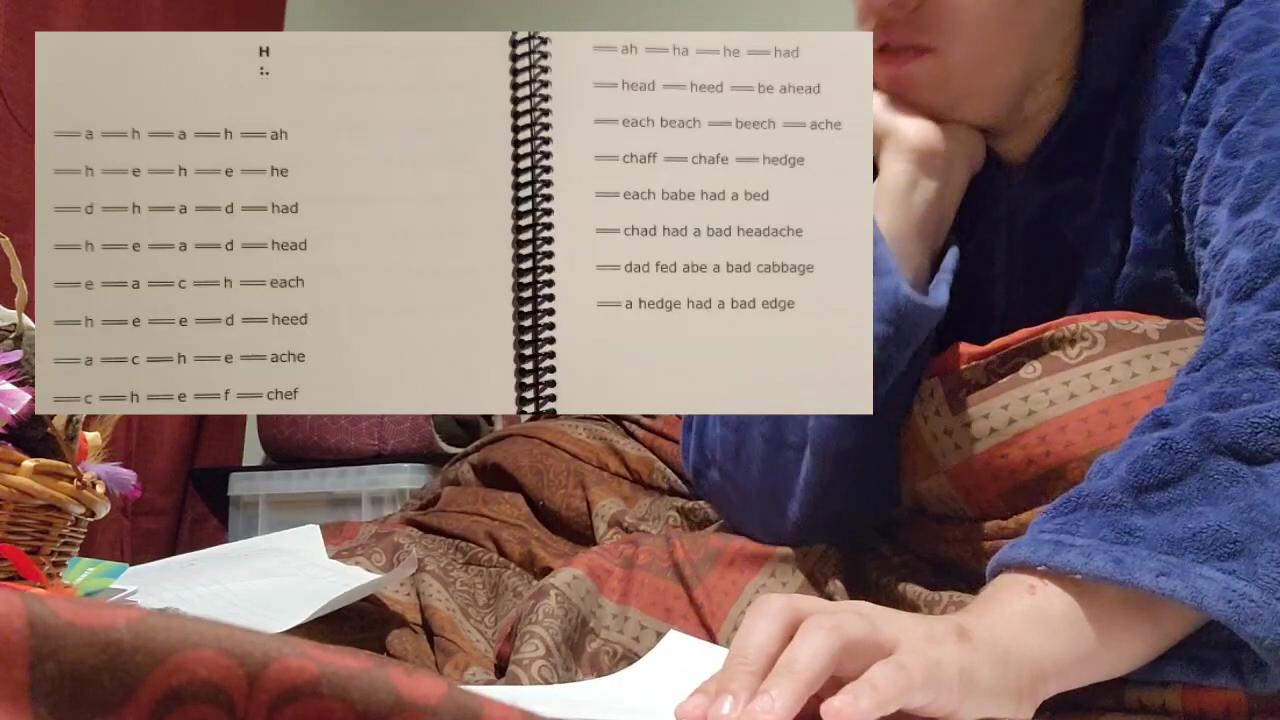 H
⠓
══ a ══ h ══ a ══ h ══ ah
══ h ══ e ══ h ══ e ══ he
══ d ══ h ══ a ══ d ══ had
══ h ══ e ══ a ══ d ══ head
══ e ══ a ══ c ══ h ══ each
══ h ══ e ══ e ══ d ══ heed
══ a ══ c ══ h ══ e ══ ache
══ c ══ h ══ e ══ f ══ chef
══ ah ══ ha ══ he ══ had
══ head ══ heed ══ be ahead
══ each beach ══ beech ══ ache
══ chaff ══ chafe ══ hedge
══ each babe had a bed
══ chad had a bad headache
══ dad fed abe a bad cabbage
══ a hedge had a bad edge